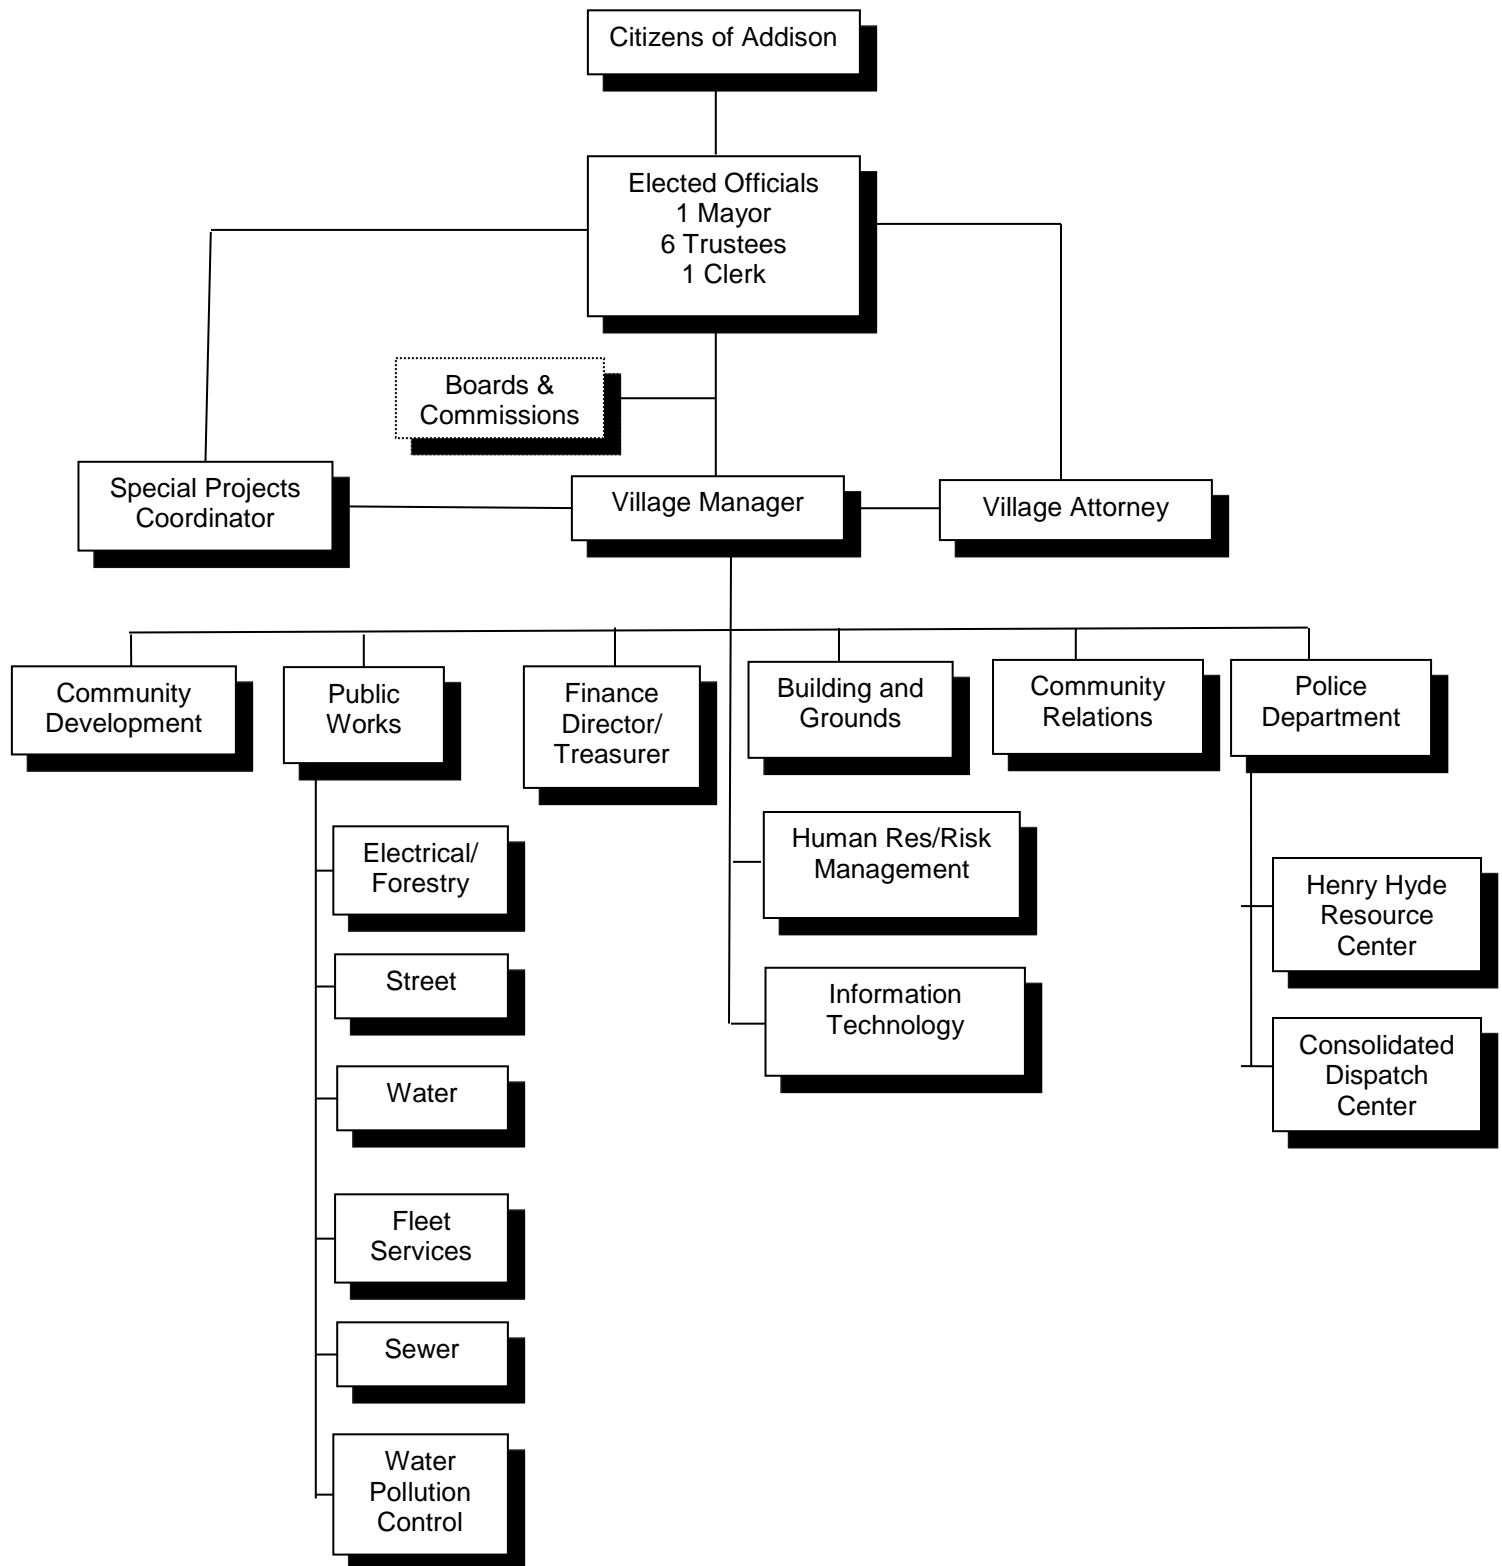 Citizens of Addison
Elected Officials
1 Mayor
6 Trustees
1 Clerk
Boards &
Commissions
Special Projects
Coordinator
Village Manager
Village Attorney
Community
Development
Public
Works
Finance
Director/
Treasurer
Building and
Grounds
Community
Relations
Police
Department
Electrical/
Forestry
Street
Water
Fleet
Services
Sewer
Water
Pollution
Control
Human Res/Risk
Management
Information
Technology
Henry Hyde
Resource
Center
Consolidated
Dispatch
Center